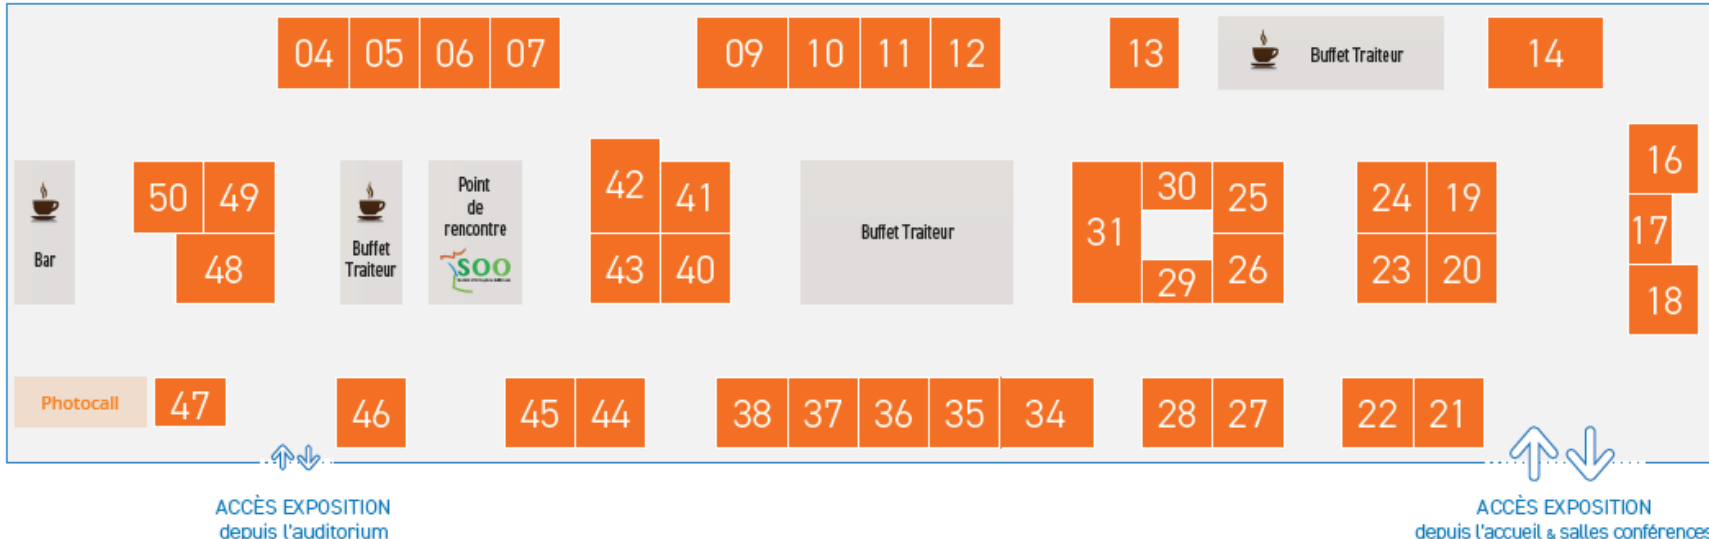 04 05 06 07 09 10 11 12 13 Buffet Traiteur 14
16
17
18
Bar
50 49
48
Buffet
Traiteur
Point
de
rencontre
SOO
42 41
43 40
Buffet Traiteur
31 30 25
29 26
24 19
23 20
Photocall 47 46 45 44 38 37 36 35 34 28 27 22 21
ACCÈS EXPOSITION
depuis l'auditorium
ACCÈS EXPOSITION
depuis l'accueil & salles conférences